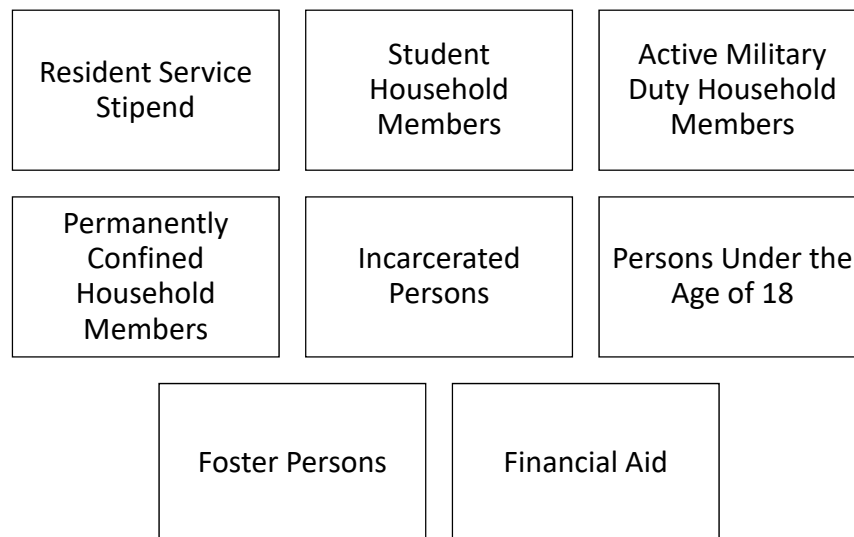 Resident Service
Stipend
Student
Household
Members
Active Military
Duty Household
Members
Permanently
Confined
Household
Members
Incarcerated
Persons
Persons Under the
Age of 18
Foster Persons
Financial Aid